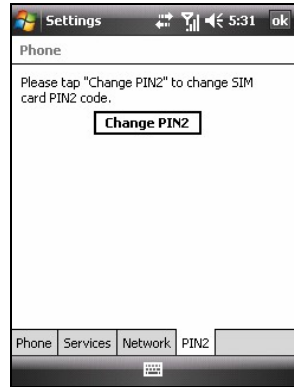 Settings 5:31 ok
Phone
Please tap "Change PIN2" to change SIM
card PIN2 code.
Change PIN2
Phone Services Network PIN2